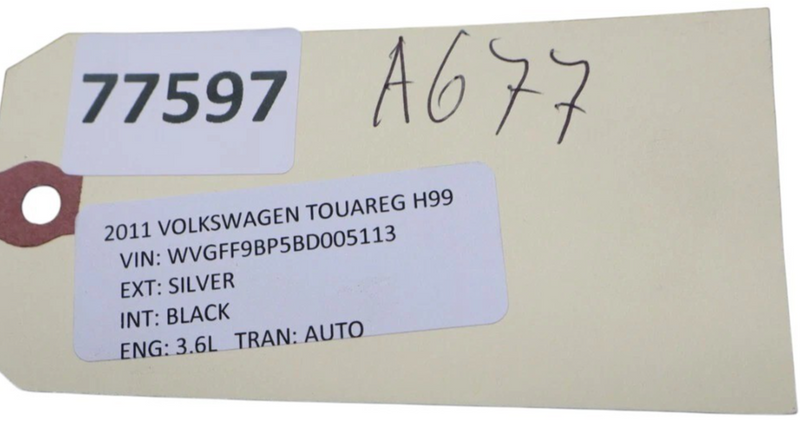 77597
A677
2011 VOLKSWAGEN TOUAREG H99
VIN: WVGFF9BP5BD005113
EXT: SILVER
INT: BLACK
ENG: 3.6L TRAN: AUTO